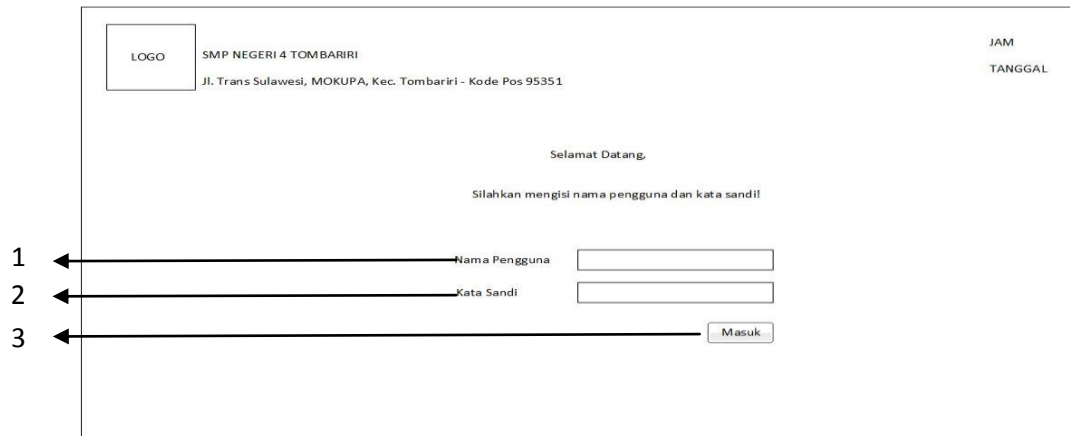 LOGO
SMP NEGERI 4 TOMBARIRI
Jl. Trans Sulawesi, MOKUPA, Kec. Tombariri - Kode Pos 95351
JAM
TANGGAL
Selamat Datang,
Silahkan mengisi nama pengguna dan kata sandi!
1 Nama Pengguna
2 Kata Sandi
3 Masuk